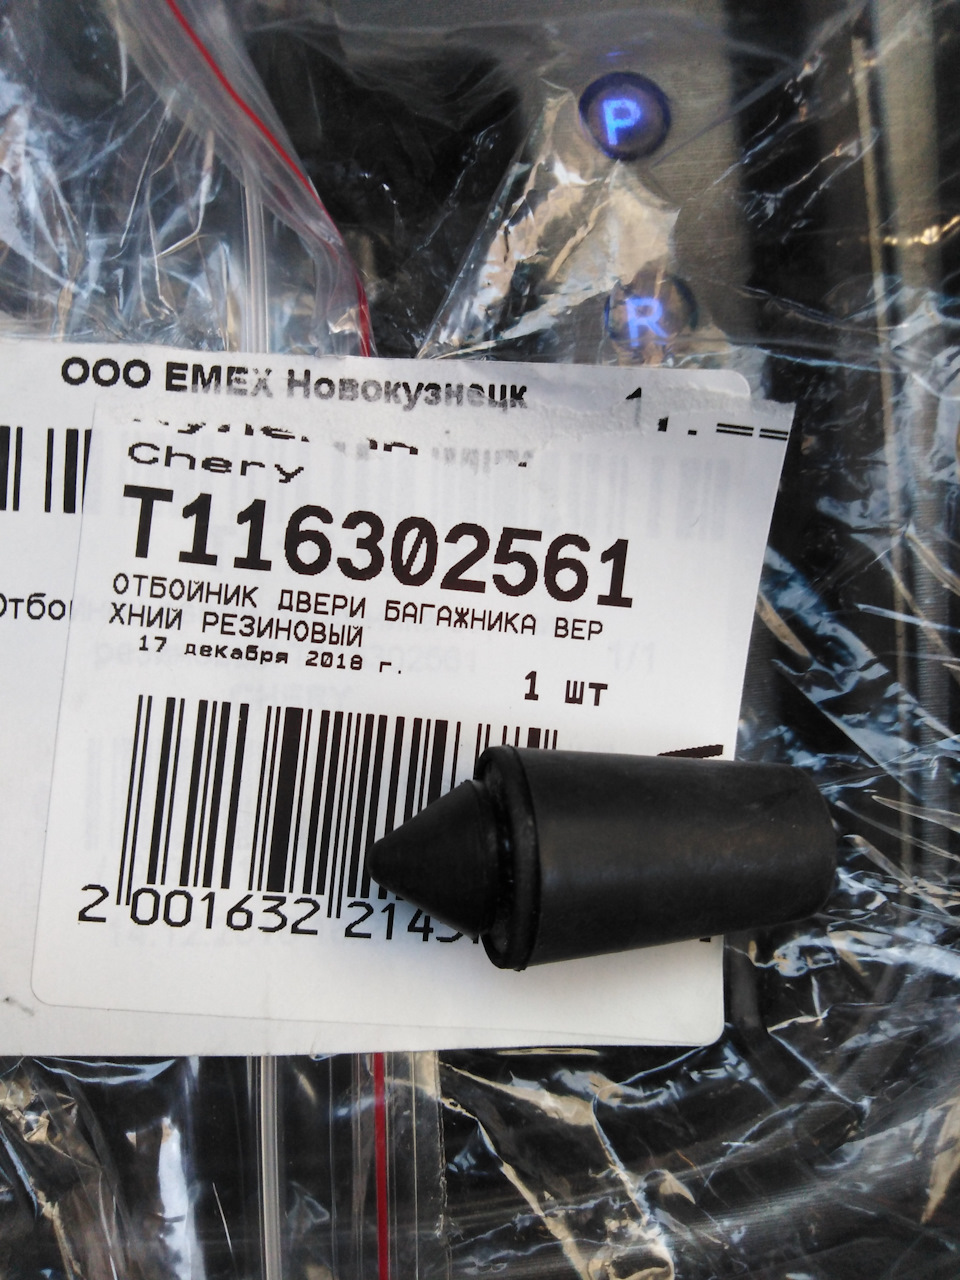 P
R
ООО EMEX Новокузнецк
Chery
T116302561
ОТБОЙНИК ДВЕРИ БАГАЖНИКА ВЕР
ХНИЙ РЕЗИНОВЫЙ
17 декабря 2018 г.
1 шт
2 001632 214